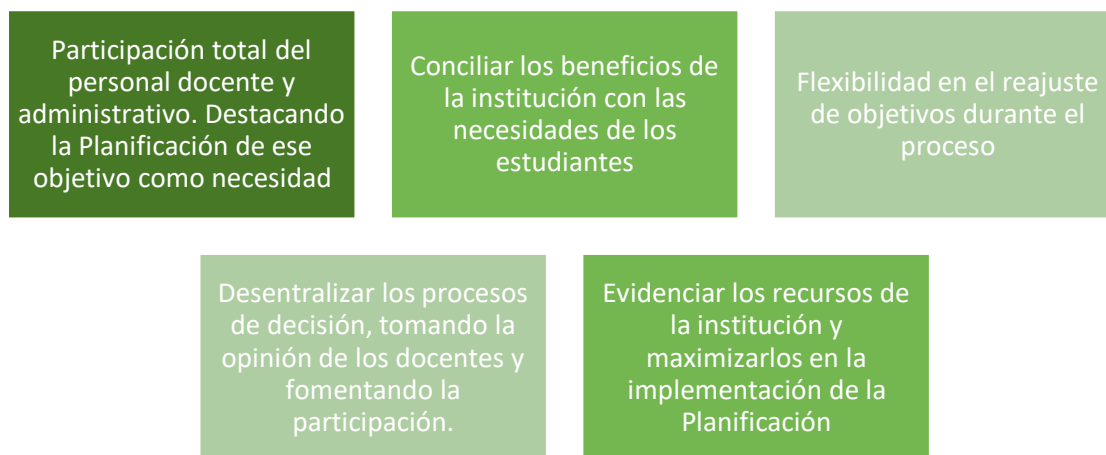 Participación total del
personal docente y
administrativo. Destacando
la Planificación de ese
objetivo como necesidad
Conciliar los beneficios de
la institución con las
necesidades de los
estudiantes
Flexibilidad en el reajuste
de objetivos durante el
proceso
Desentralizar los procesos
de decisión, tomando la
opinión de los docentes y
fomentando la
participación.
Evidenciar los recursos de
la institución y
maximizarlos en la
implementación de la
Planificación